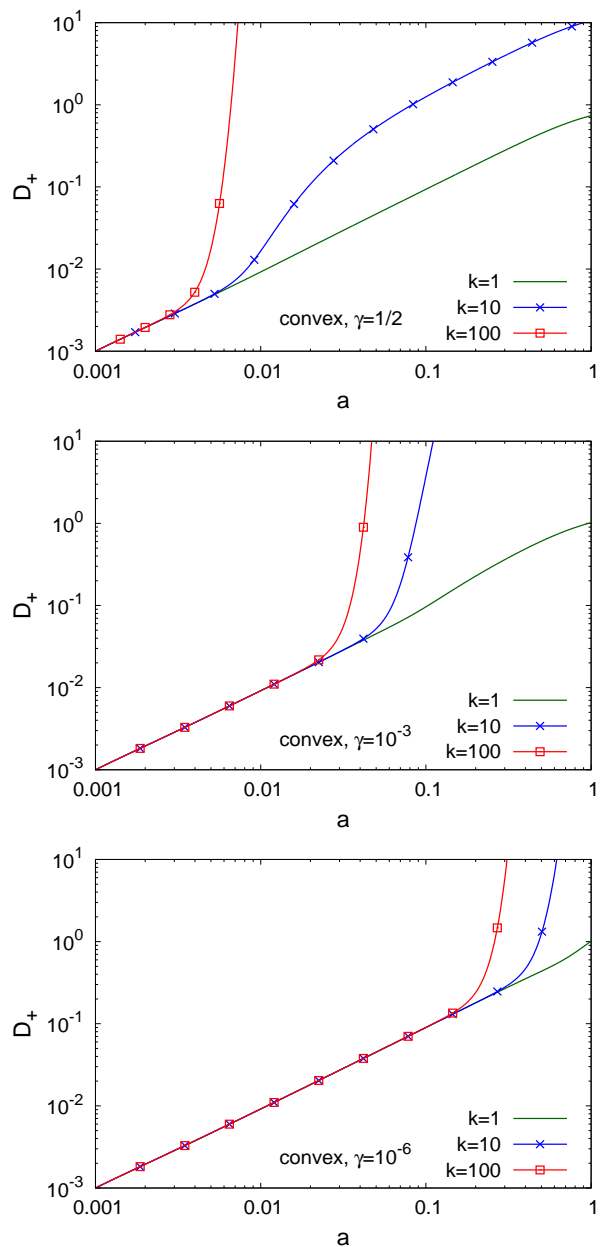 10^1
10^0
10^-1
10^-2
10^-3
D_+
0.001 0.01 0.1 1
a
convex, γ=1/2
k=1
k=10
k=100
10^1
10^0
10^-1
10^-2
10^-3
D_+
0.001 0.01 0.1 1
a
convex, γ=10^-3
k=1
k=10
k=100
10^1
10^0
10^-1
10^-2
10^-3
D_+
0.001 0.01 0.1 1
a
convex, γ=10^-6
k=1
k=10
k=100